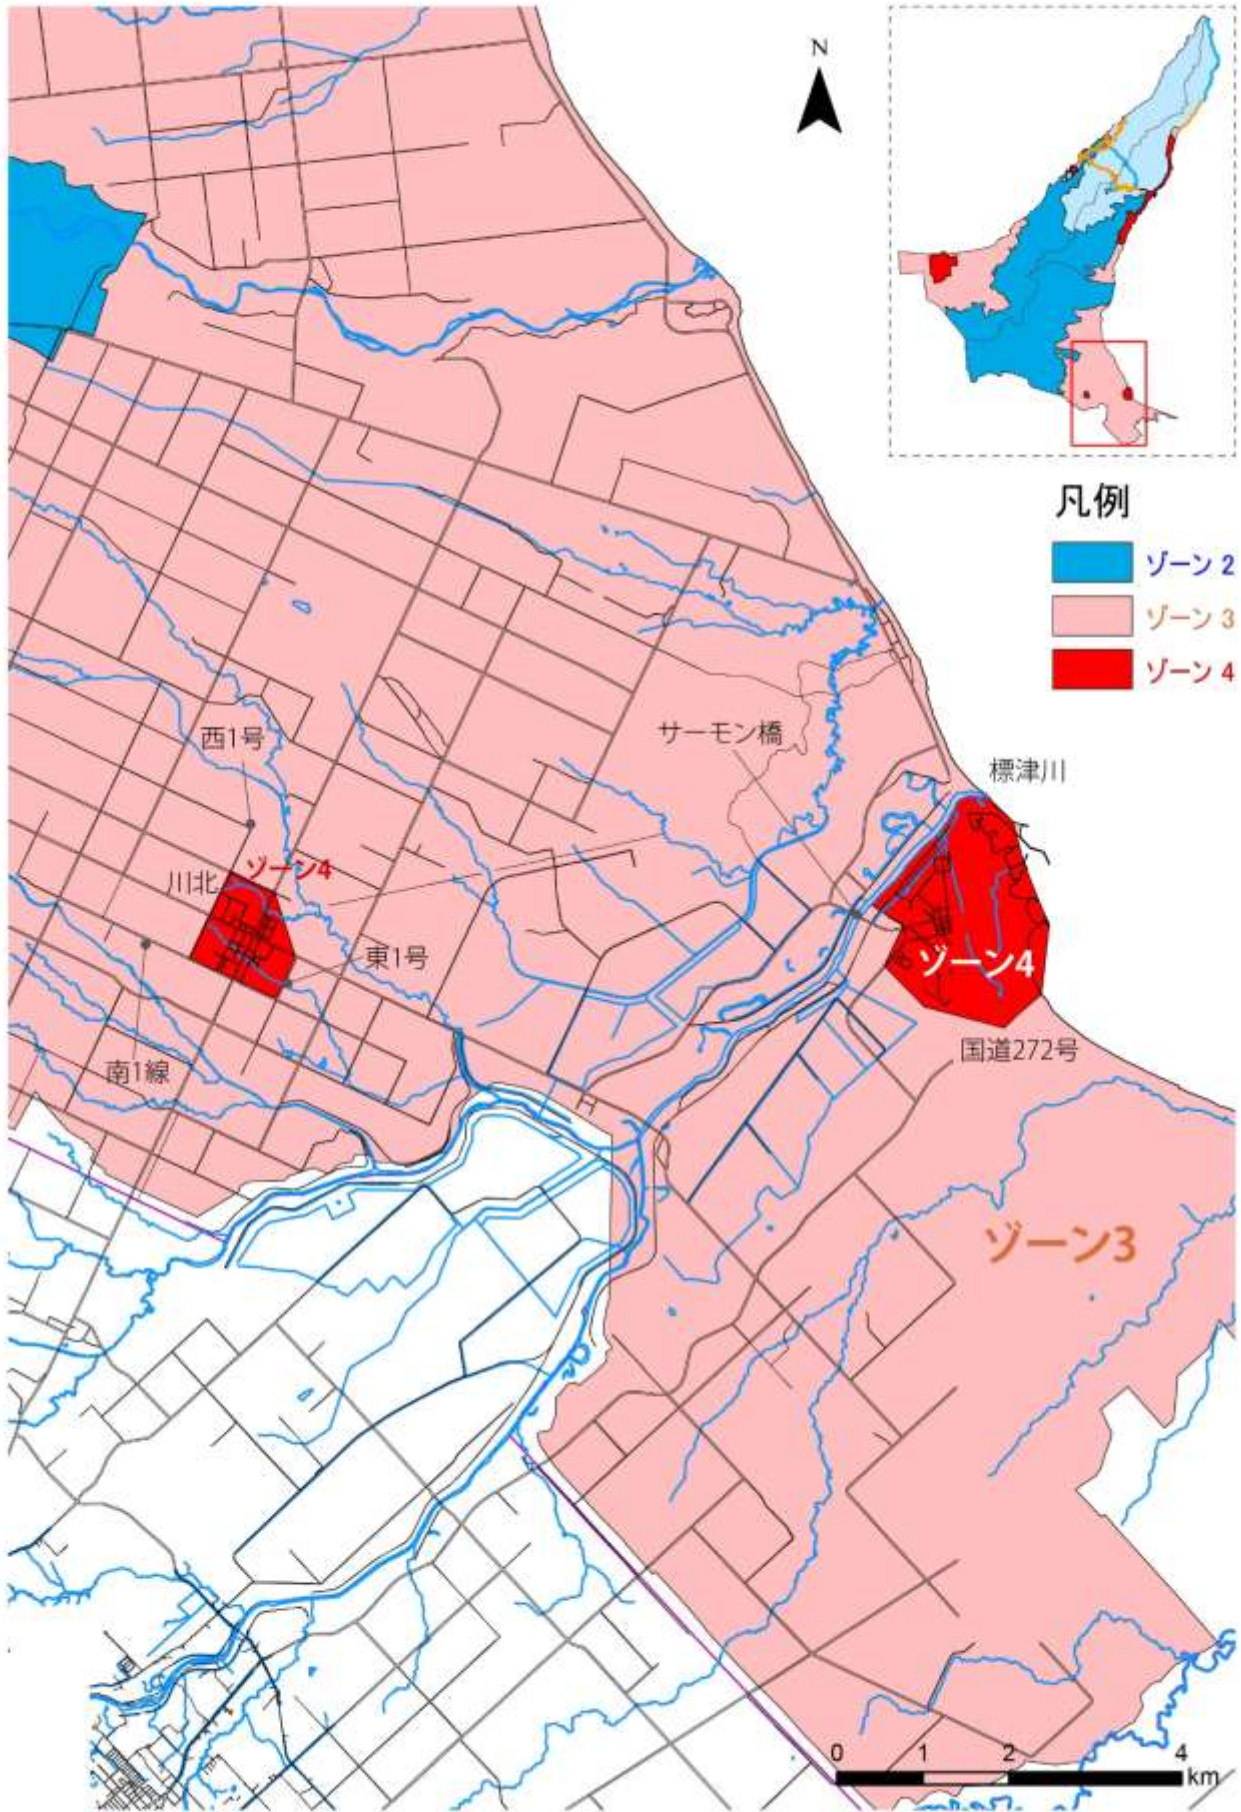 N
凡例
ゾーン 2
ゾーン 3
ゾーン 4
西1号
サーモン橋
標津川
ゾーン4
川北
東1号
ゾーン4
南1線
国道272号
ゾーン3
0 1 2 4
km